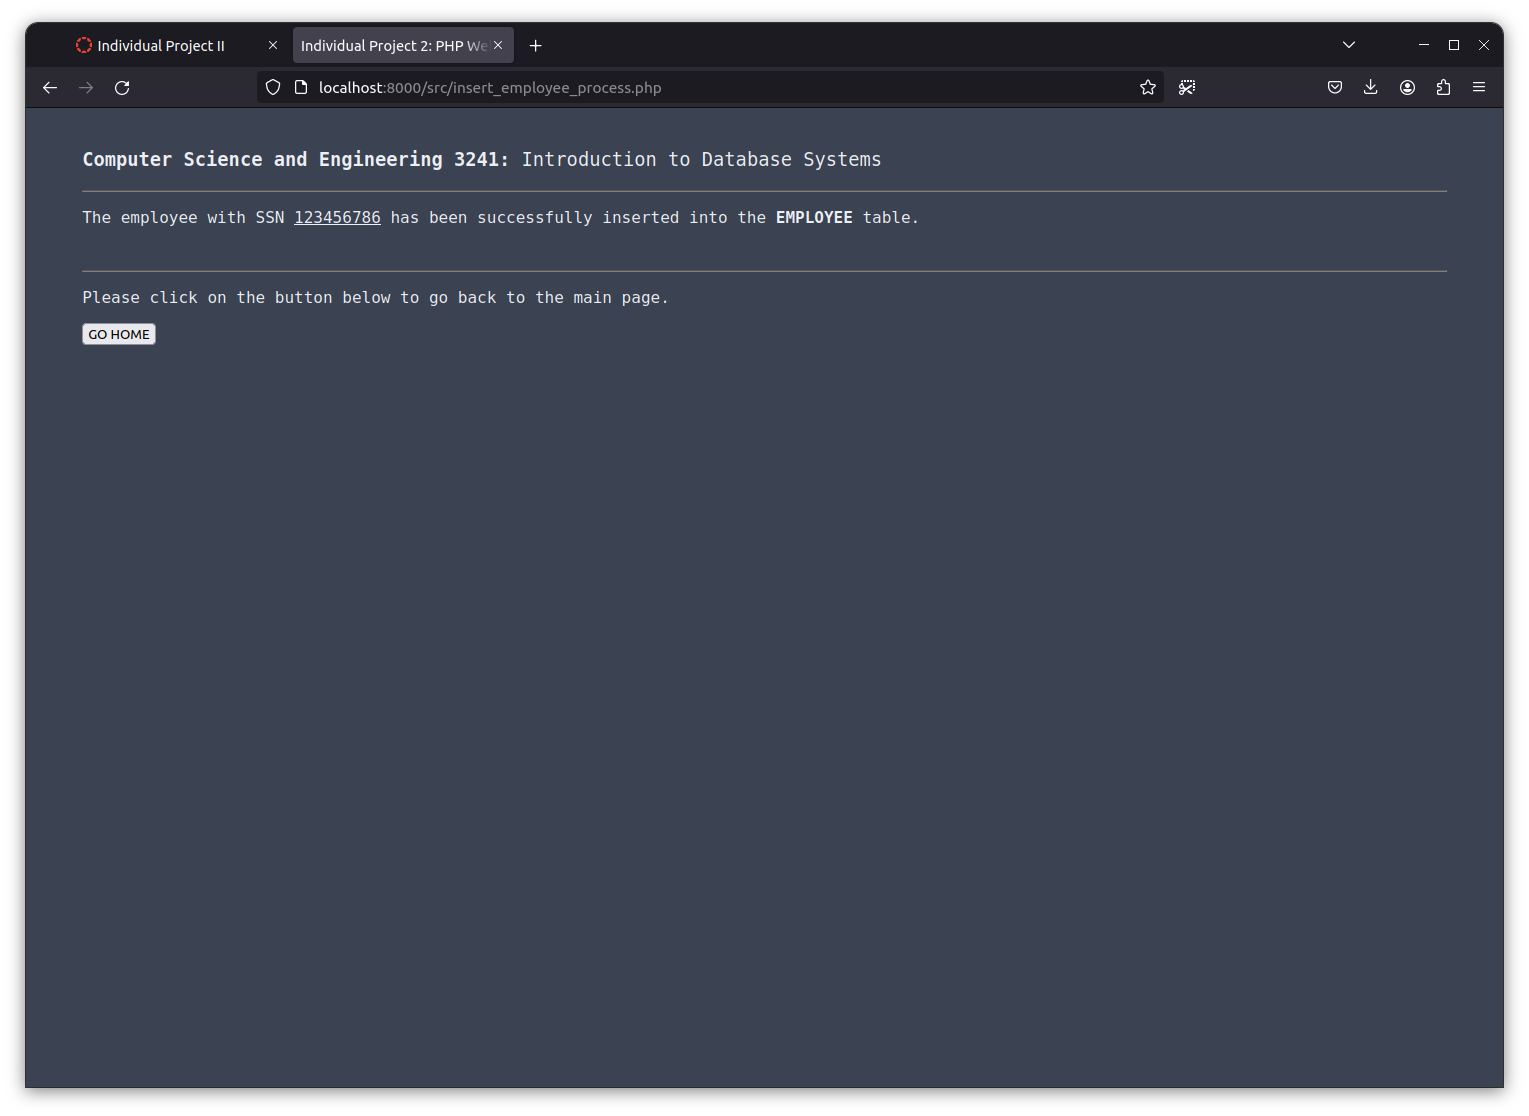 Individual Project II
Individual Project 2: PHP We
localhost:8000/src/insert_employee_process.php
Computer Science and Engineering 3241: Introduction to Database Systems
The employee with SSN 123456786 has been successfully inserted into the EMPLOYEE table.
Please click on the button below to go back to the main page.
GO HOME